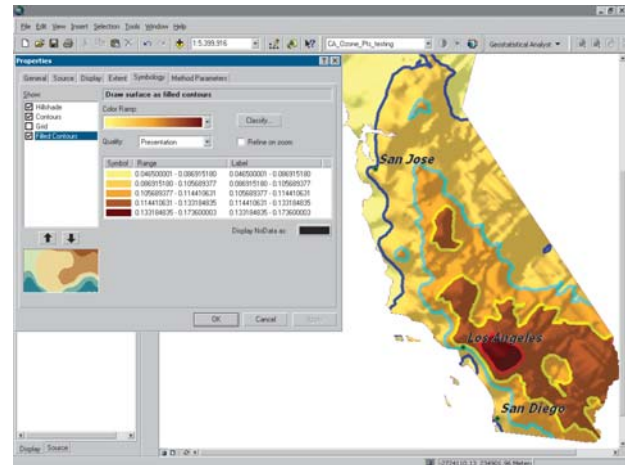 File Edit View Insert Selection Tools Window Help
1:5,399,916
CA_Ozone_Pts_testing
Geostatistical Analyst
Properties
General Source Display Extent Symbology Method Parameters
Show:
Hillshade
Contours
Grid
Filled Contours
Draw surface as filled contours
Color Ramp:
Classify...
Quality: Presentation
Refine on zoom
Symbol Range Label
0.046500001 - 0.086915180 0.046500001 - 0.086915180
0.086915180 - 0.105689377 0.086915180 - 0.105689377
0.105689377 - 0.114410631 0.105689377 - 0.114410631
0.114410631 - 0.133184835 0.114410631 - 0.133184835
0.133184835 - 0.173600003 0.133184835 - 0.173600003
Display NoData as:
OK Cancel
San Jose
Los Angeles
San Diego
Display Source